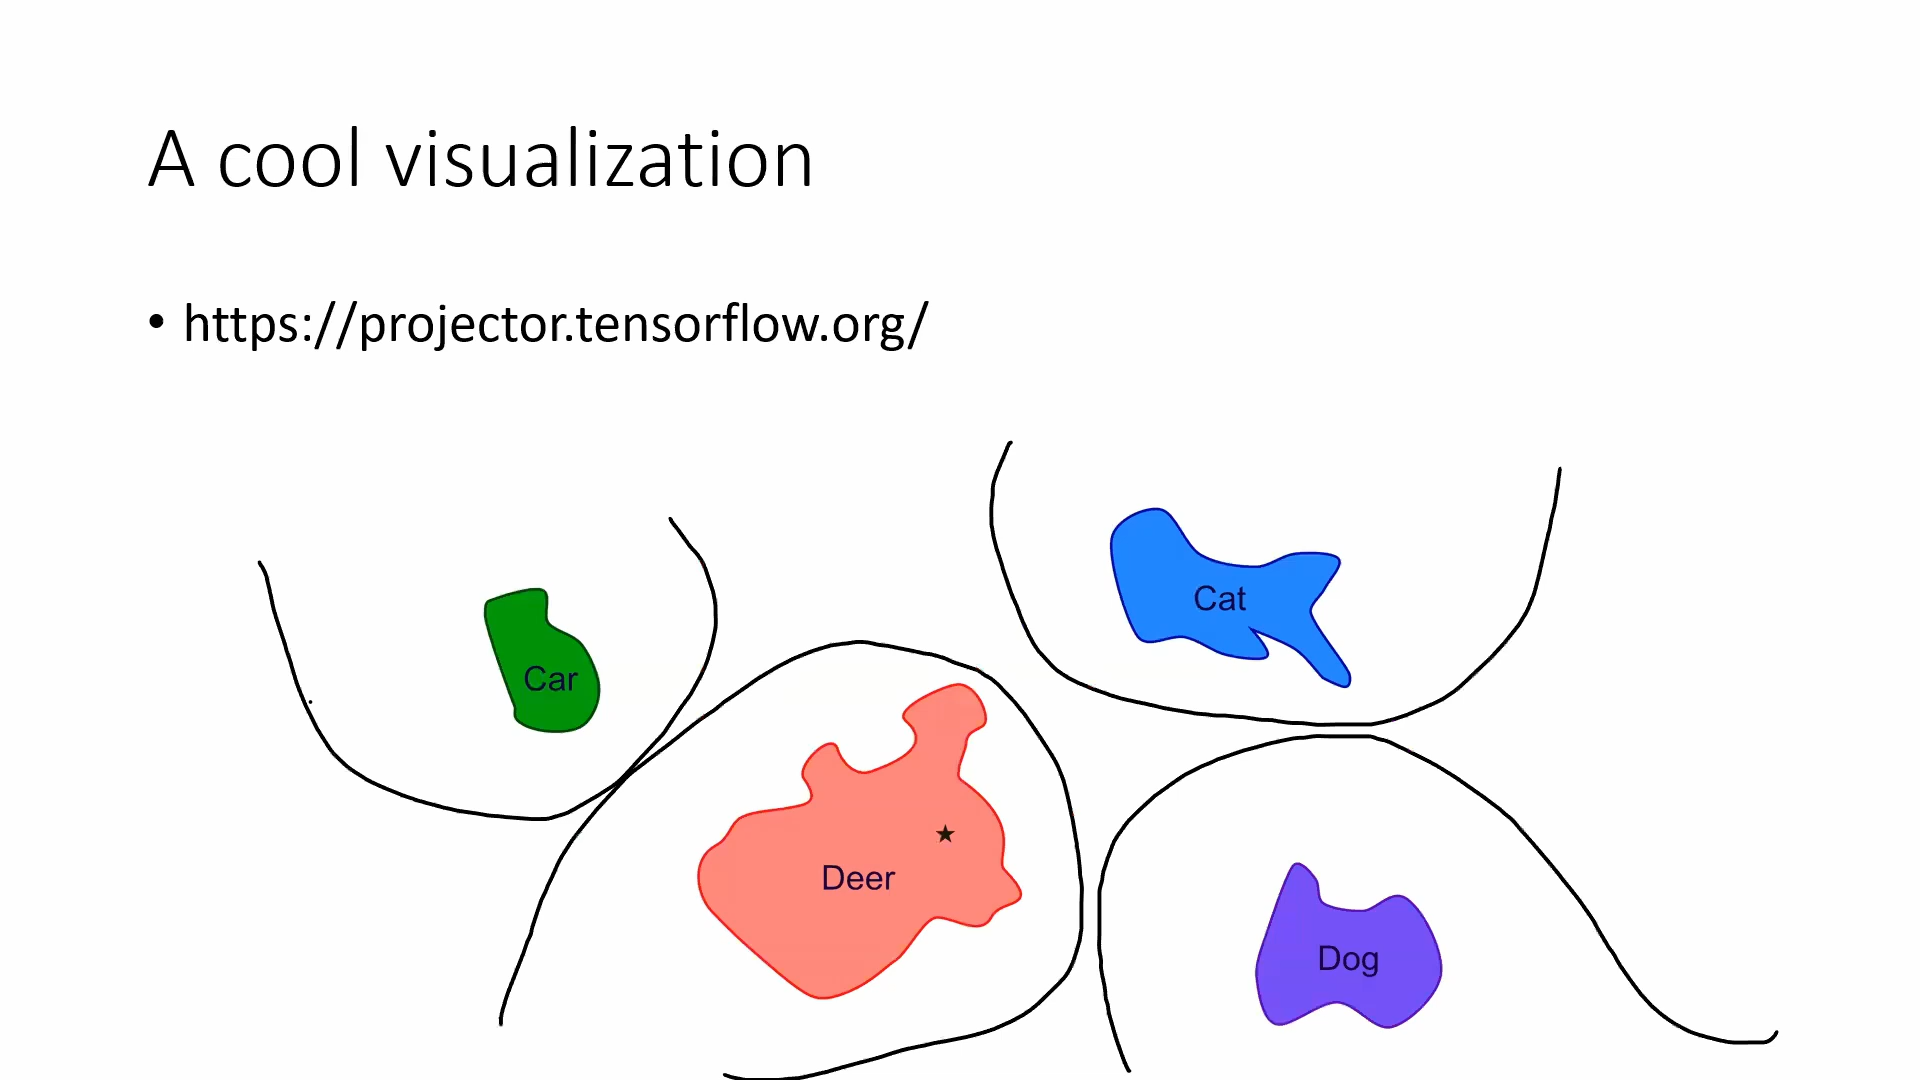 A cool visualization
• https://projector.tensorflow.org/
Cat
Car
Deer
Dog